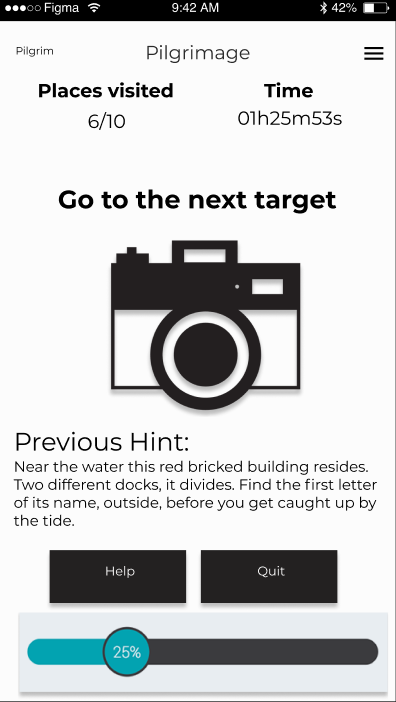 Figma 9:42 AM 42%
Pilgrim Pilgrimage
Places visited Time
6/10 01h25m53s
Go to the next target
Previous Hint:
Near the water this red bricked building resides.
Two different docks, it divides. Find the first letter
of its name, outside, before you get caught up by
the tide.
Help Quit
25%